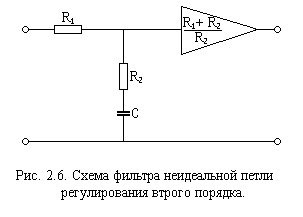 R₁
R₁+ R₂
R₂
R₂
C
Рис. 2.6. Схема фильтра неидеальной петли
регулирования втрого порядка.